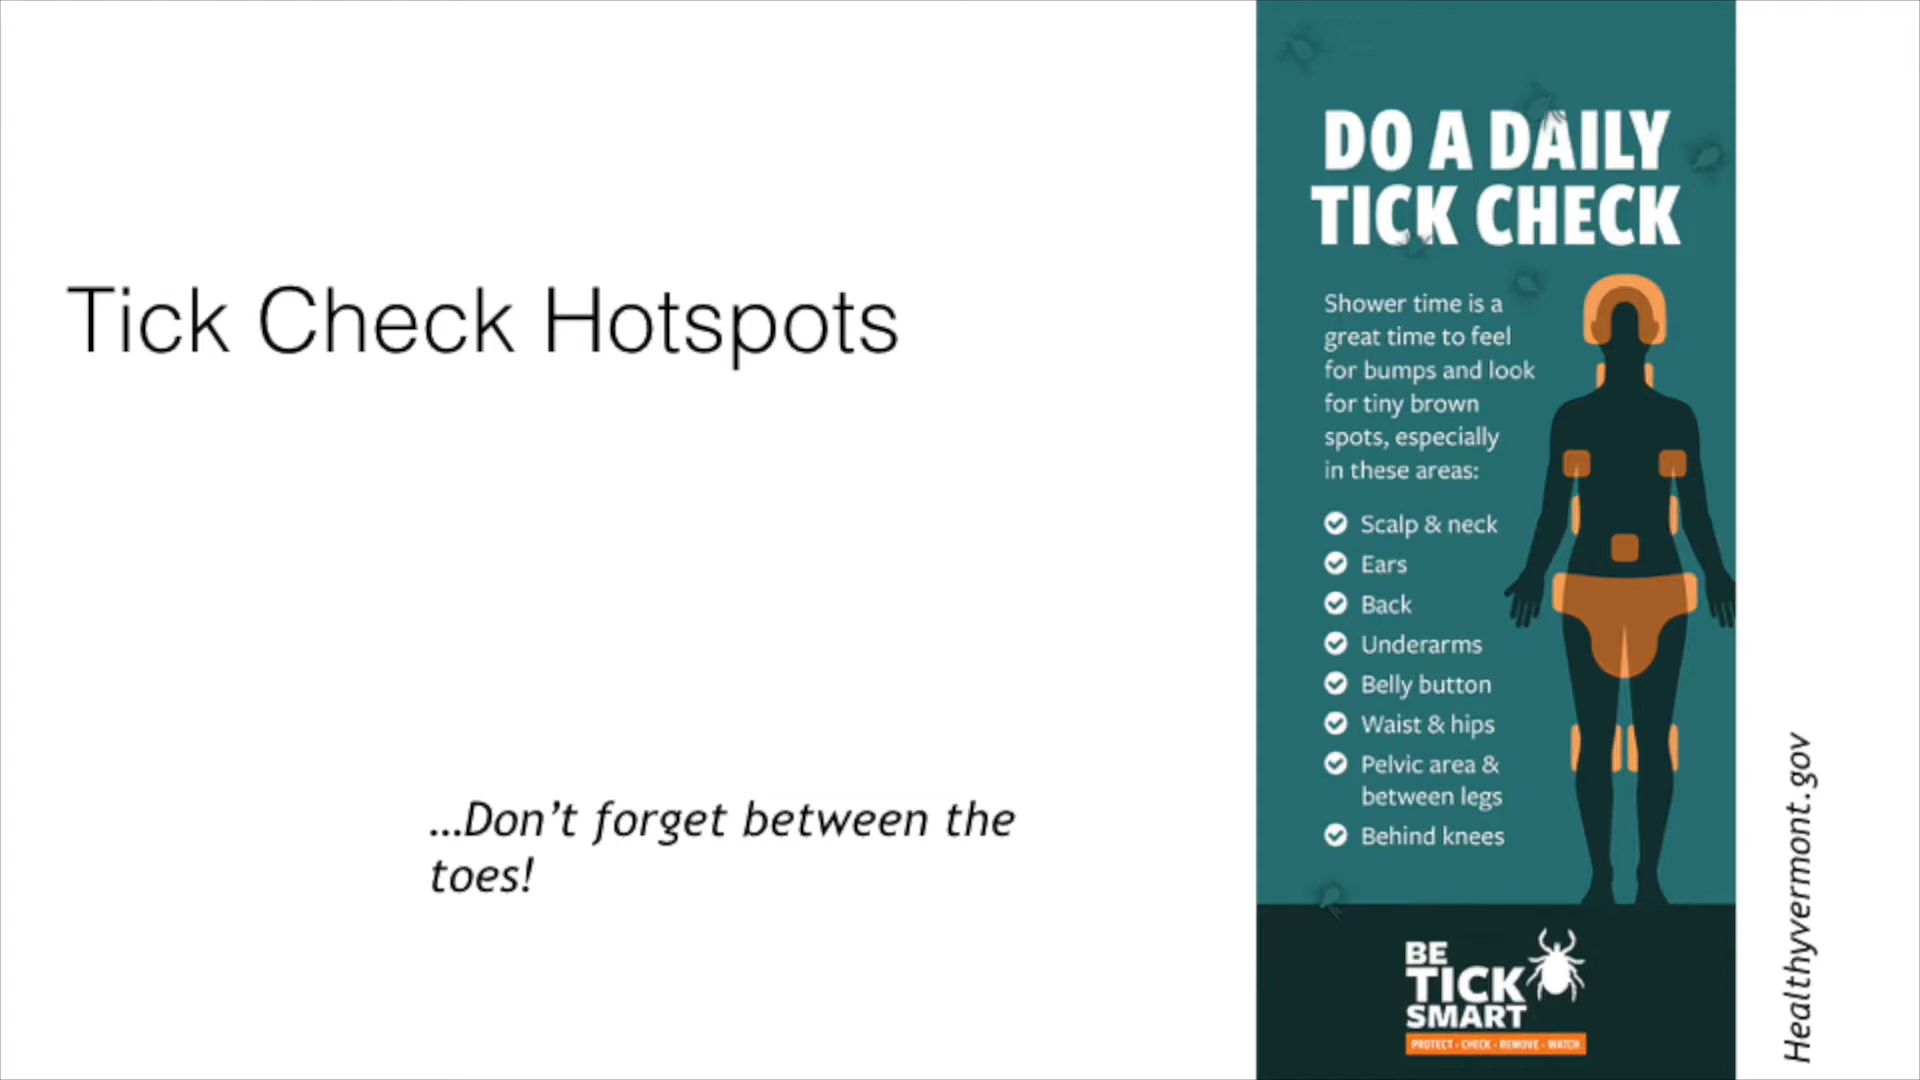 Tick Check Hotspots
…Don’t forget between the
toes!
DO A DAILY
TICK CHECK
Shower time is a
great time to feel
for bumps and look
for tiny brown
spots, especially
in these areas:
Scalp & neck
Ears
Back
Underarms
Belly button
Waist & hips
Pelvic area &
between legs
Behind knees
BE
TICK
SMART
PROTECT - CHECK - REMOVE - WATCH
Healthyvermont.gov